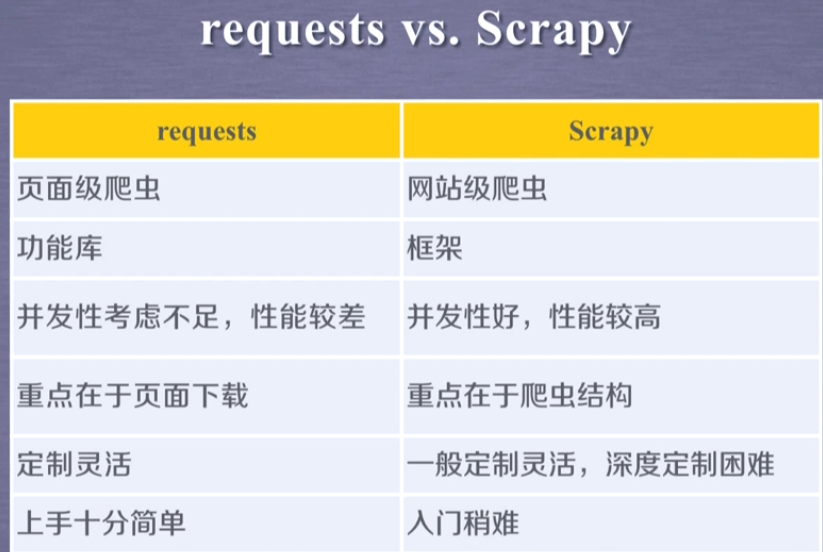 requests vs. Scrapy
requests Scrapy
页面级爬虫 网站级爬虫
功能库 框架
并发性考虑不足，性能较差 并发性好，性能较高
重点在于页面下载 重点在于爬虫结构
定制灵活 一般定制灵活，深度定制困难
上手十分简单 入门稍难